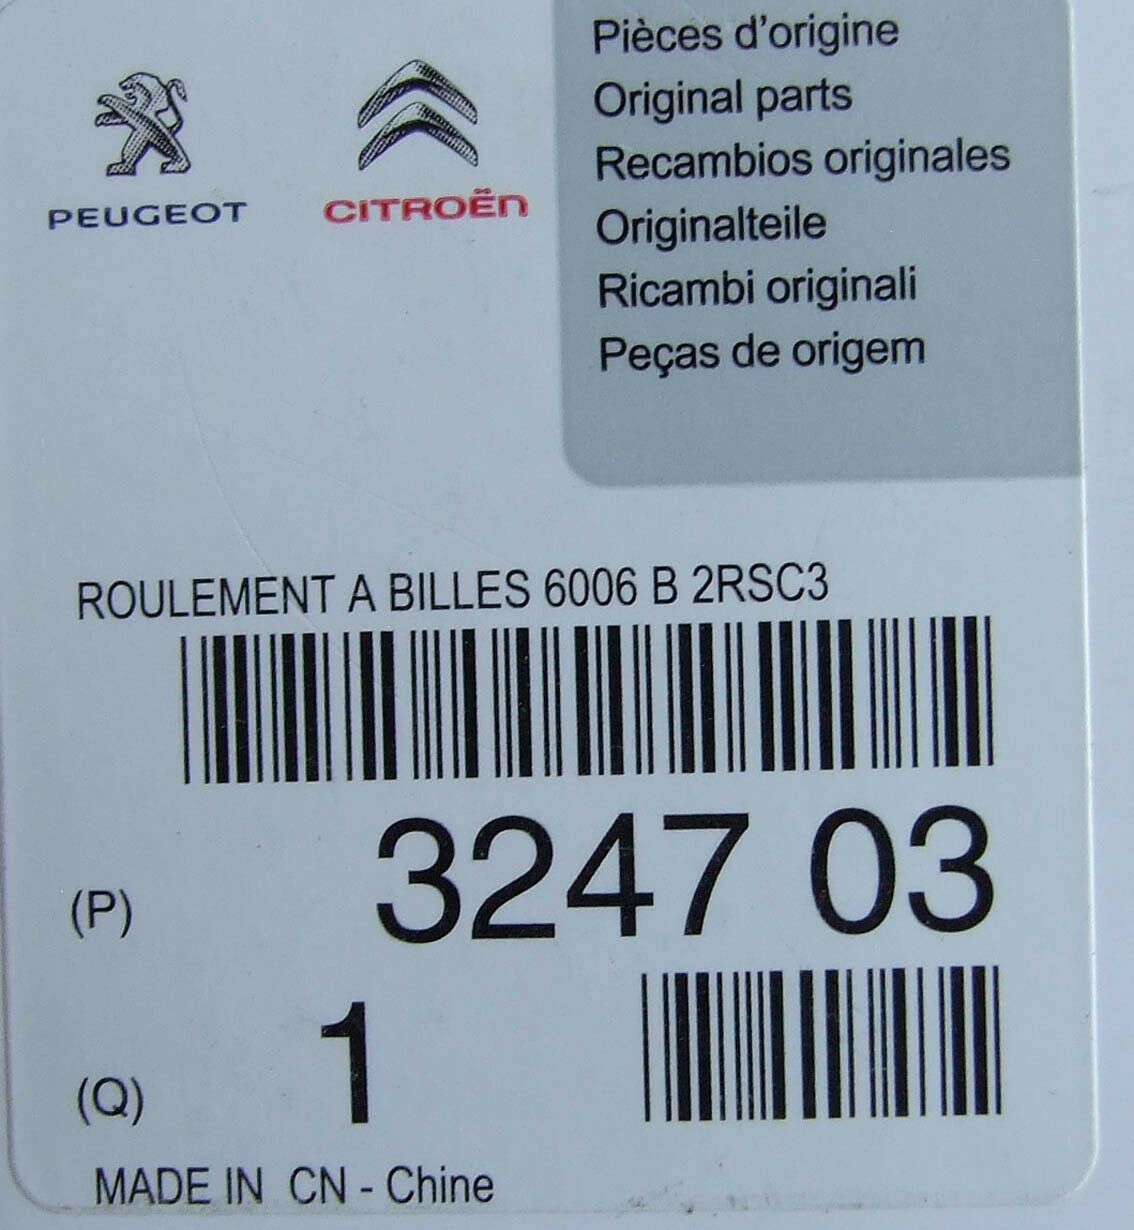 PEUGEOT
CITROËN
Pièces d'origine
Original parts
Recambios originales
Originalteile
Ricambi originali
Peças de origem
ROULEMENT A BILLES 6006 B 2RSC3
(P) 3247 03
(Q) 1
MADE IN CN - Chine